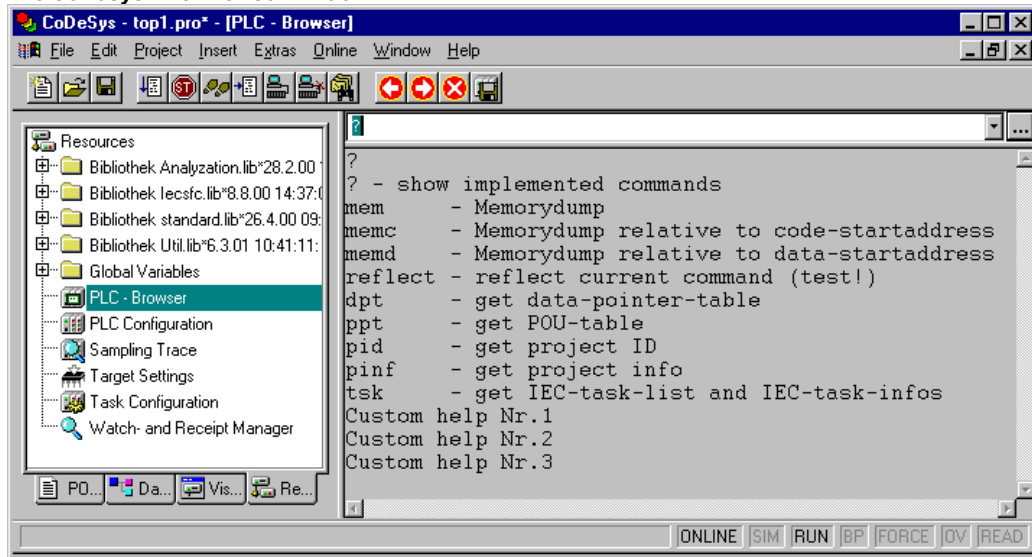 CoDeSys - top1.pro* - [PLC - Browser]
File Edit Project Insert Extras Online Window Help
?
...
Resources
Bibliothek Analyzation.lib*28.2.00
Bibliothek Iecsfc.lib*8.8.00 14:37:
Bibliothek standard.lib*26.4.00 09:
Bibliothek Util.lib*6.3.01 10:41:11:
Global Variables
PLC - Browser
PLC Configuration
Sampling Trace
Target Settings
Task Configuration
Watch- and Receipt Manager
PO... Da... Vis... Re...
?
? - show implemented commands
mem - Memorydump
memc - Memorydump relative to code-startaddress
memd - Memorydump relative to data-startaddress
reflect - reflect current command (test!)
dpt - get data-pointer-table
ppt - get POU-table
pid - get project ID
pinf - get project info
tsk - get IEC-task-list and IEC-task-infos
Custom help Nr.1
Custom help Nr.2
Custom help Nr.3
ONLINE SIM RUN BP FORCE OV READ